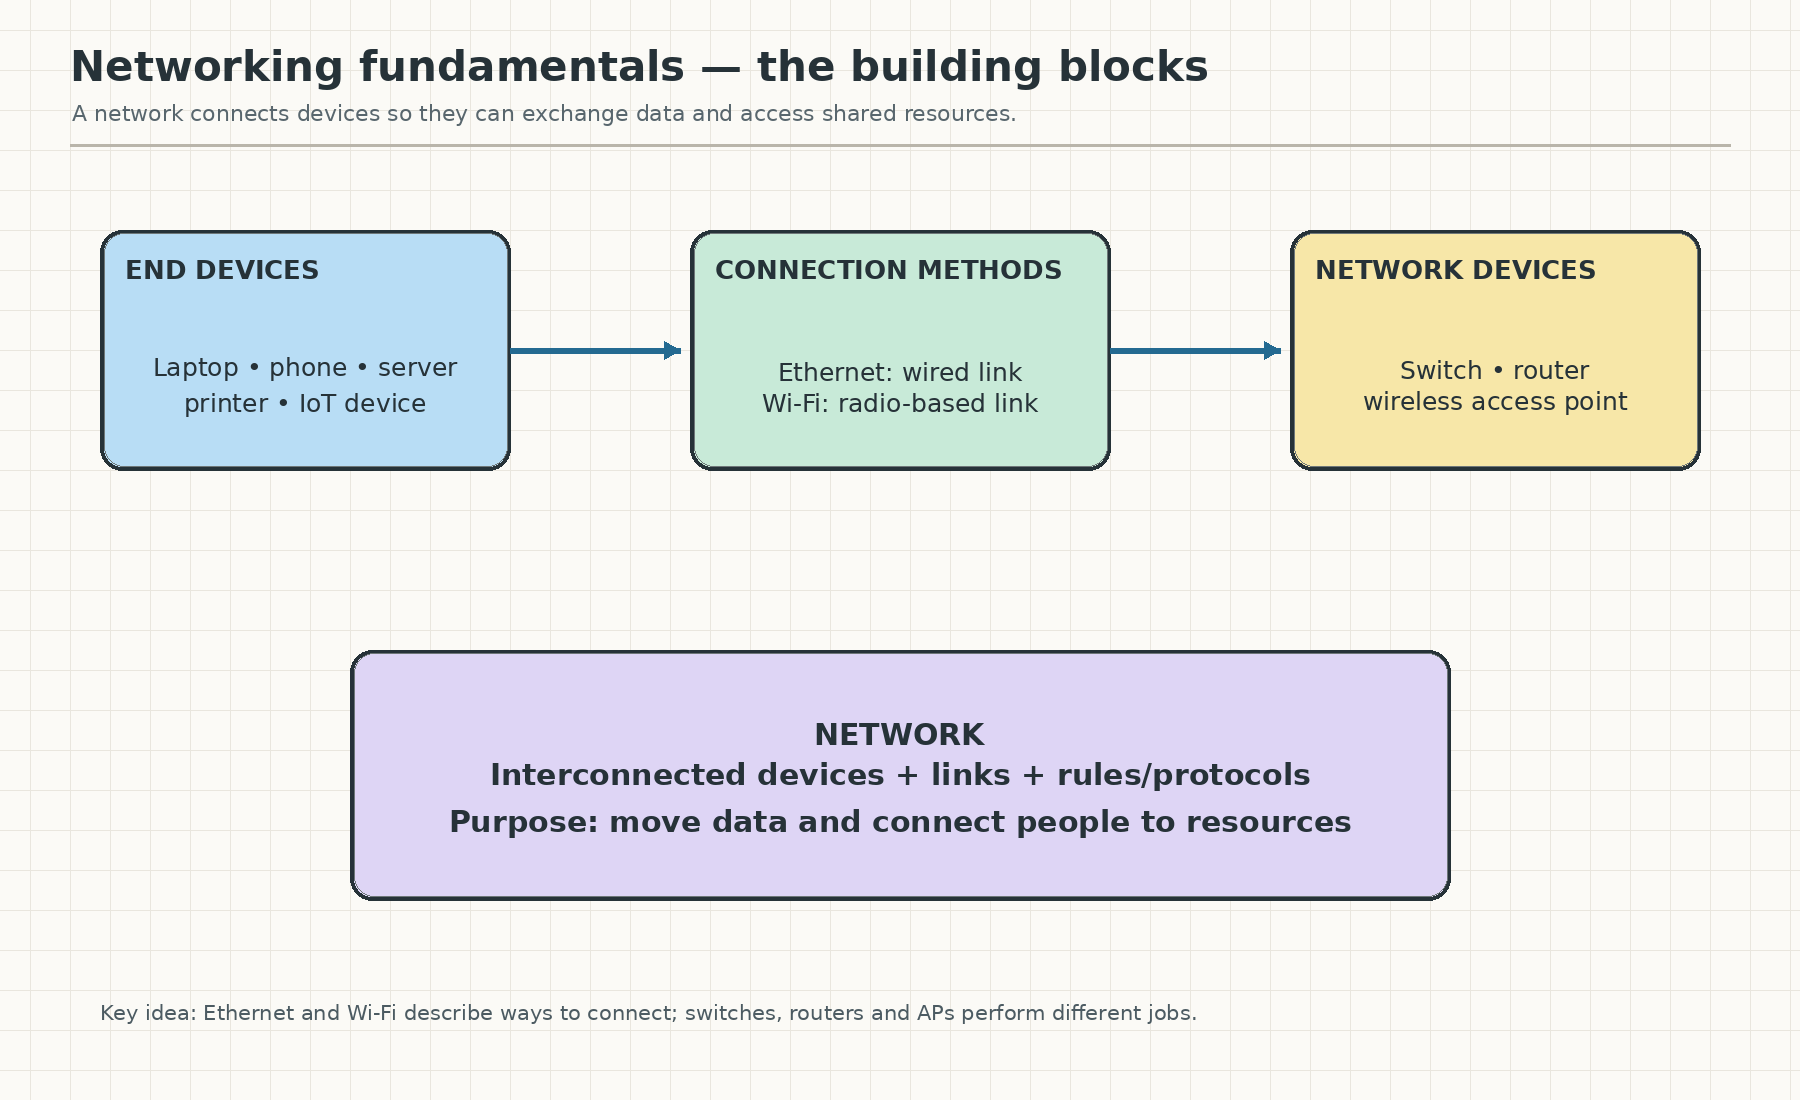 Networking fundamentals — the building blocks
A network connects devices so they can exchange data and access shared resources.
END DEVICES
Laptop • phone • server
printer • IoT device
CONNECTION METHODS
Ethernet: wired link
Wi-Fi: radio-based link
NETWORK DEVICES
Switch • router
wireless access point
NETWORK
Interconnected devices + links + rules/protocols
Purpose: move data and connect people to resources
Key idea: Ethernet and Wi-Fi describe ways to connect; switches, routers and APs perform different jobs.